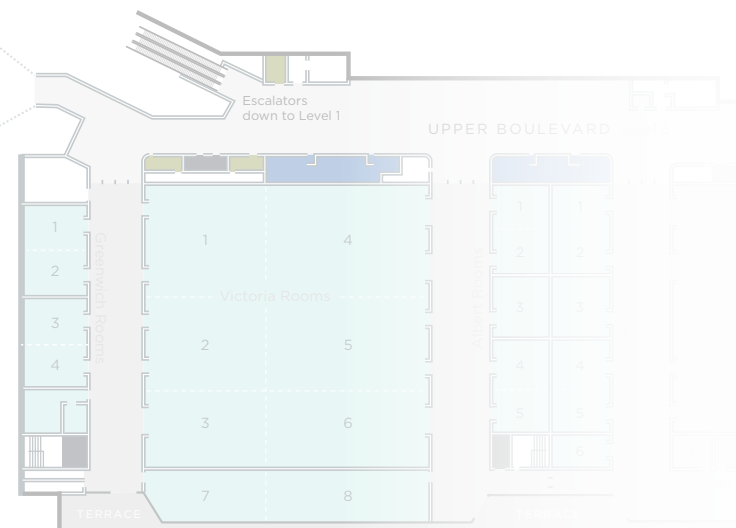 Escalators
down to Level 1
UPPER BOULEVARD
1
2
3
4
Greenwich Rooms
1
4
Victoria Rooms
2
5
3
6
7
8
Albert Rooms
1
2
3
4
5
2
3
4
5
6
TERRACE
TERRACE